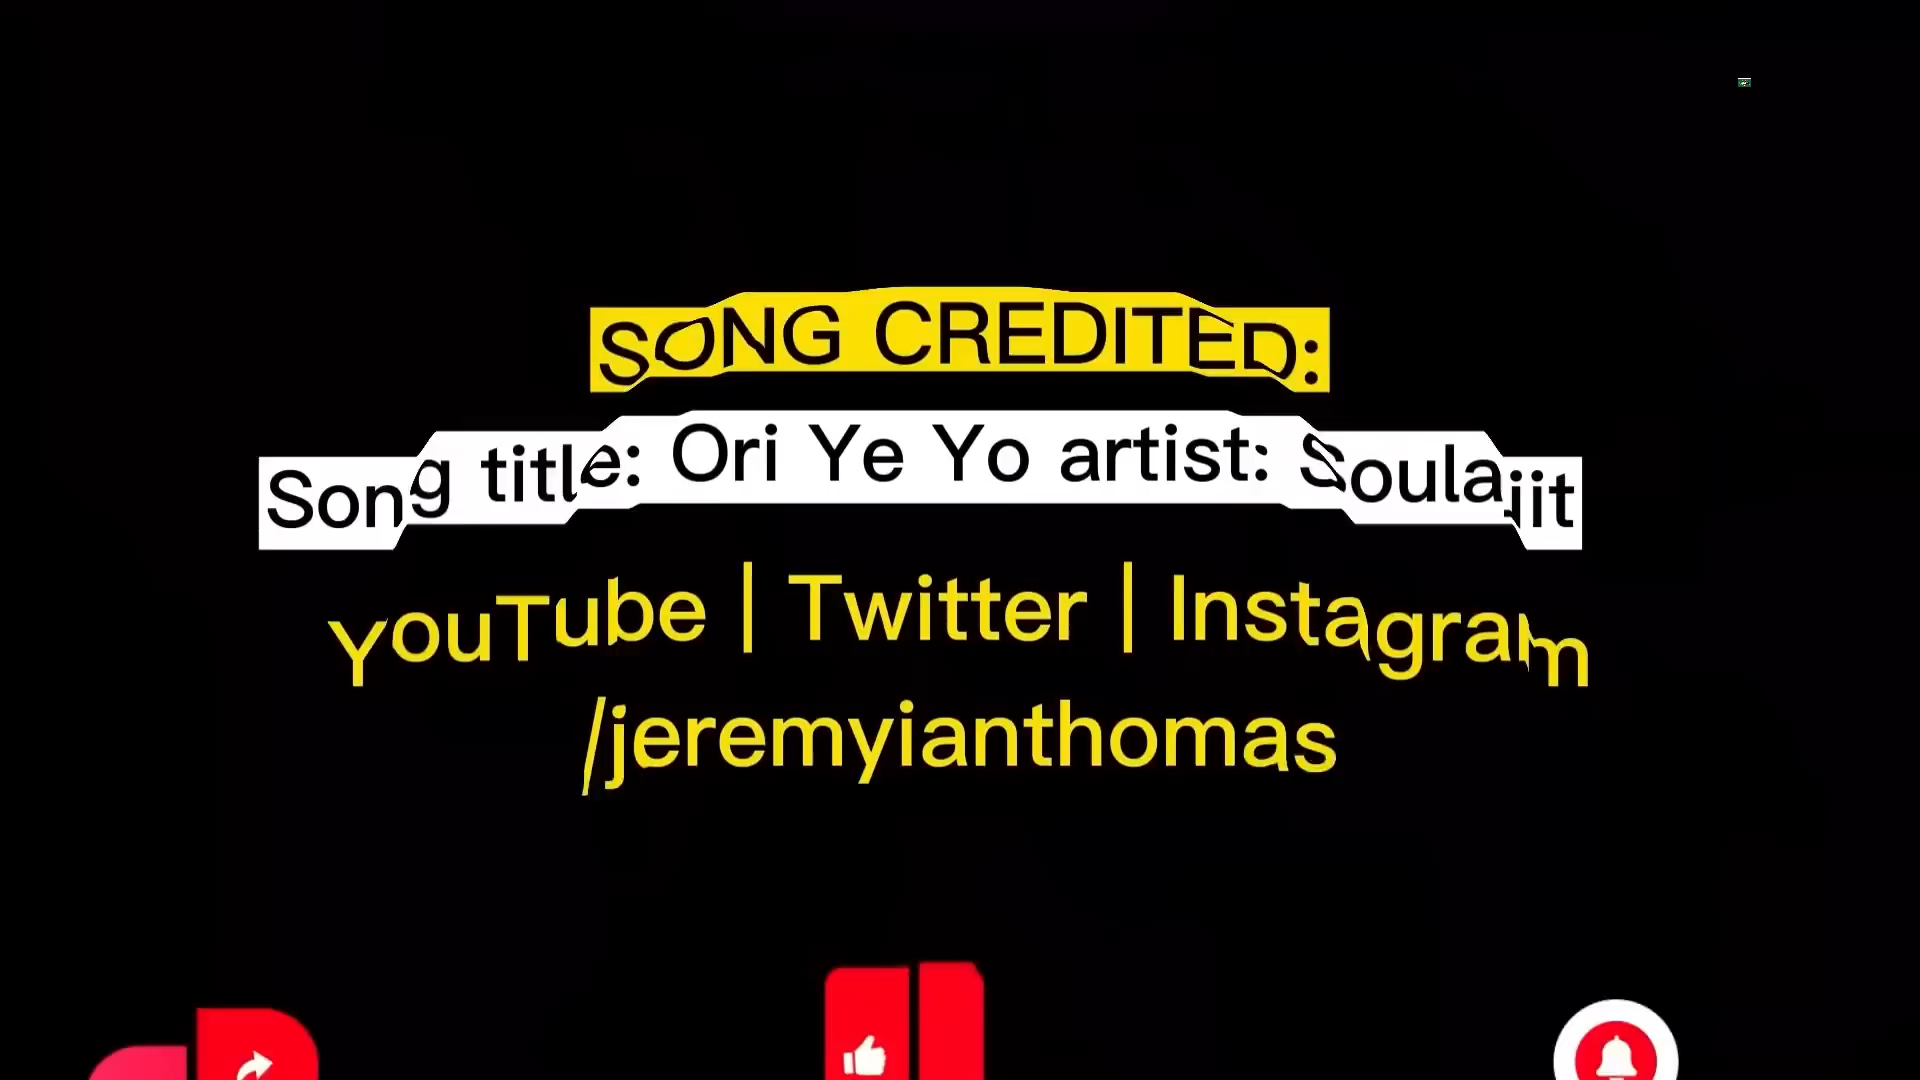 SONG CREDITED:
Song title: Ori Ye Yo artist: Soulajit
YouTube | Twitter | Instagram
/jeremyianthomas